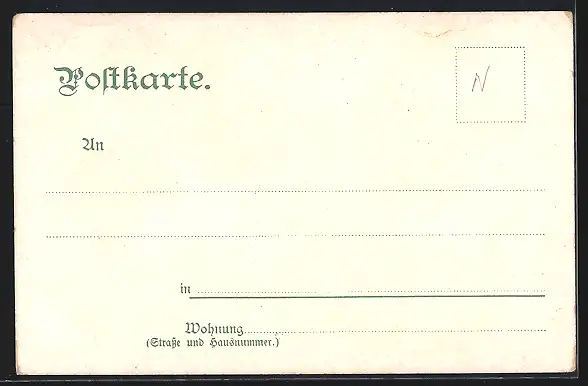 Postkarte.
N
An
in
Wohnung
(Straße und Hausnummer.)